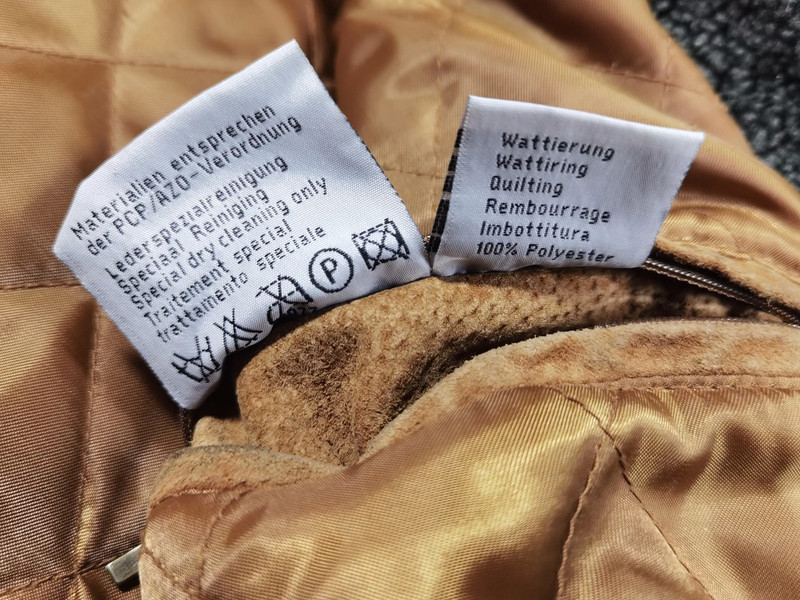 Materialien entsprechen
der PCP/AZO-Verordnung
Lederspezialreinigung
Speciaal Reiniging
Special dry cleaning only
Traitement special
trattamento speciale
P
Wattierung
Wattiring
Quilting
Rembourrage
Imbottitura
100% Polyester